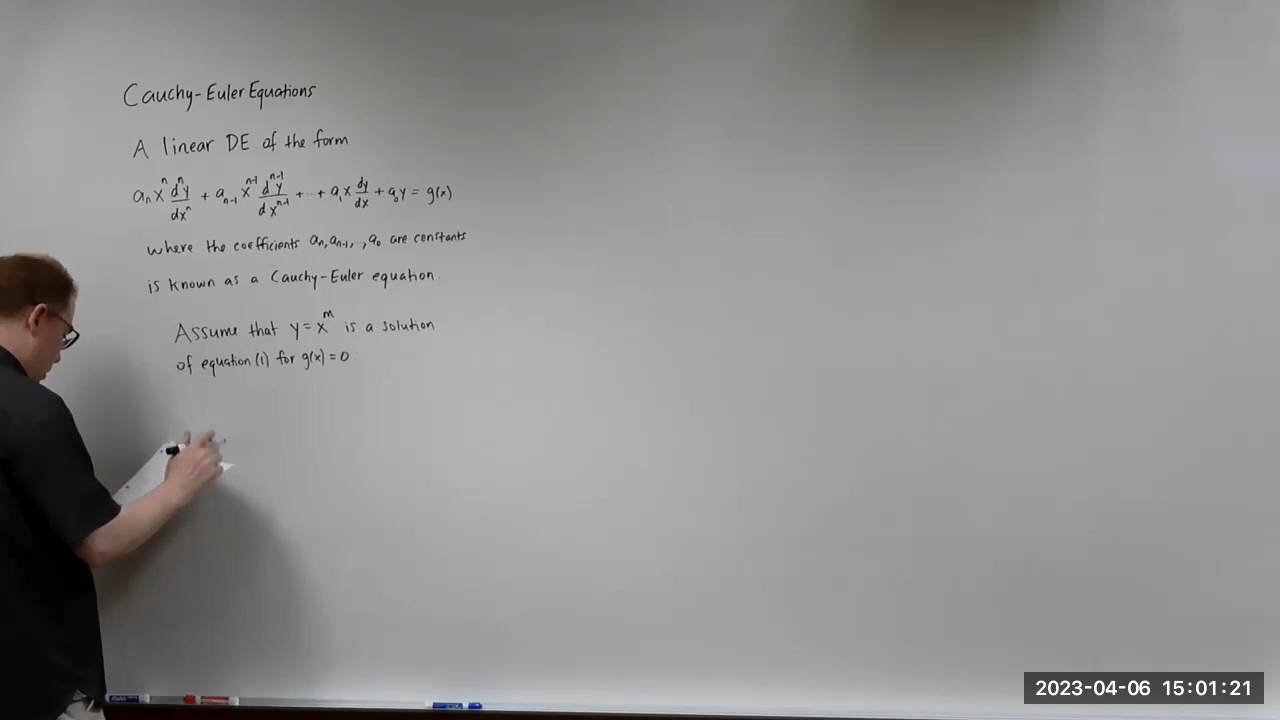 Cauchy-Euler Equations
A linear DE of the form
aₙxⁿ dⁿy/dxⁿ + aₙ₋₁xⁿ⁻¹ dⁿ⁻¹y/dxⁿ⁻¹ + ... + a₁x dy/dx + a₀y = g(x)
where the coefficients aₙ, aₙ₋₁, ..., a₀ are constants
is known as a Cauchy-Euler equation.
Assume that y = xᵐ is a solution
of equation (1) for g(x) = 0
2023-04-06 15:01:21